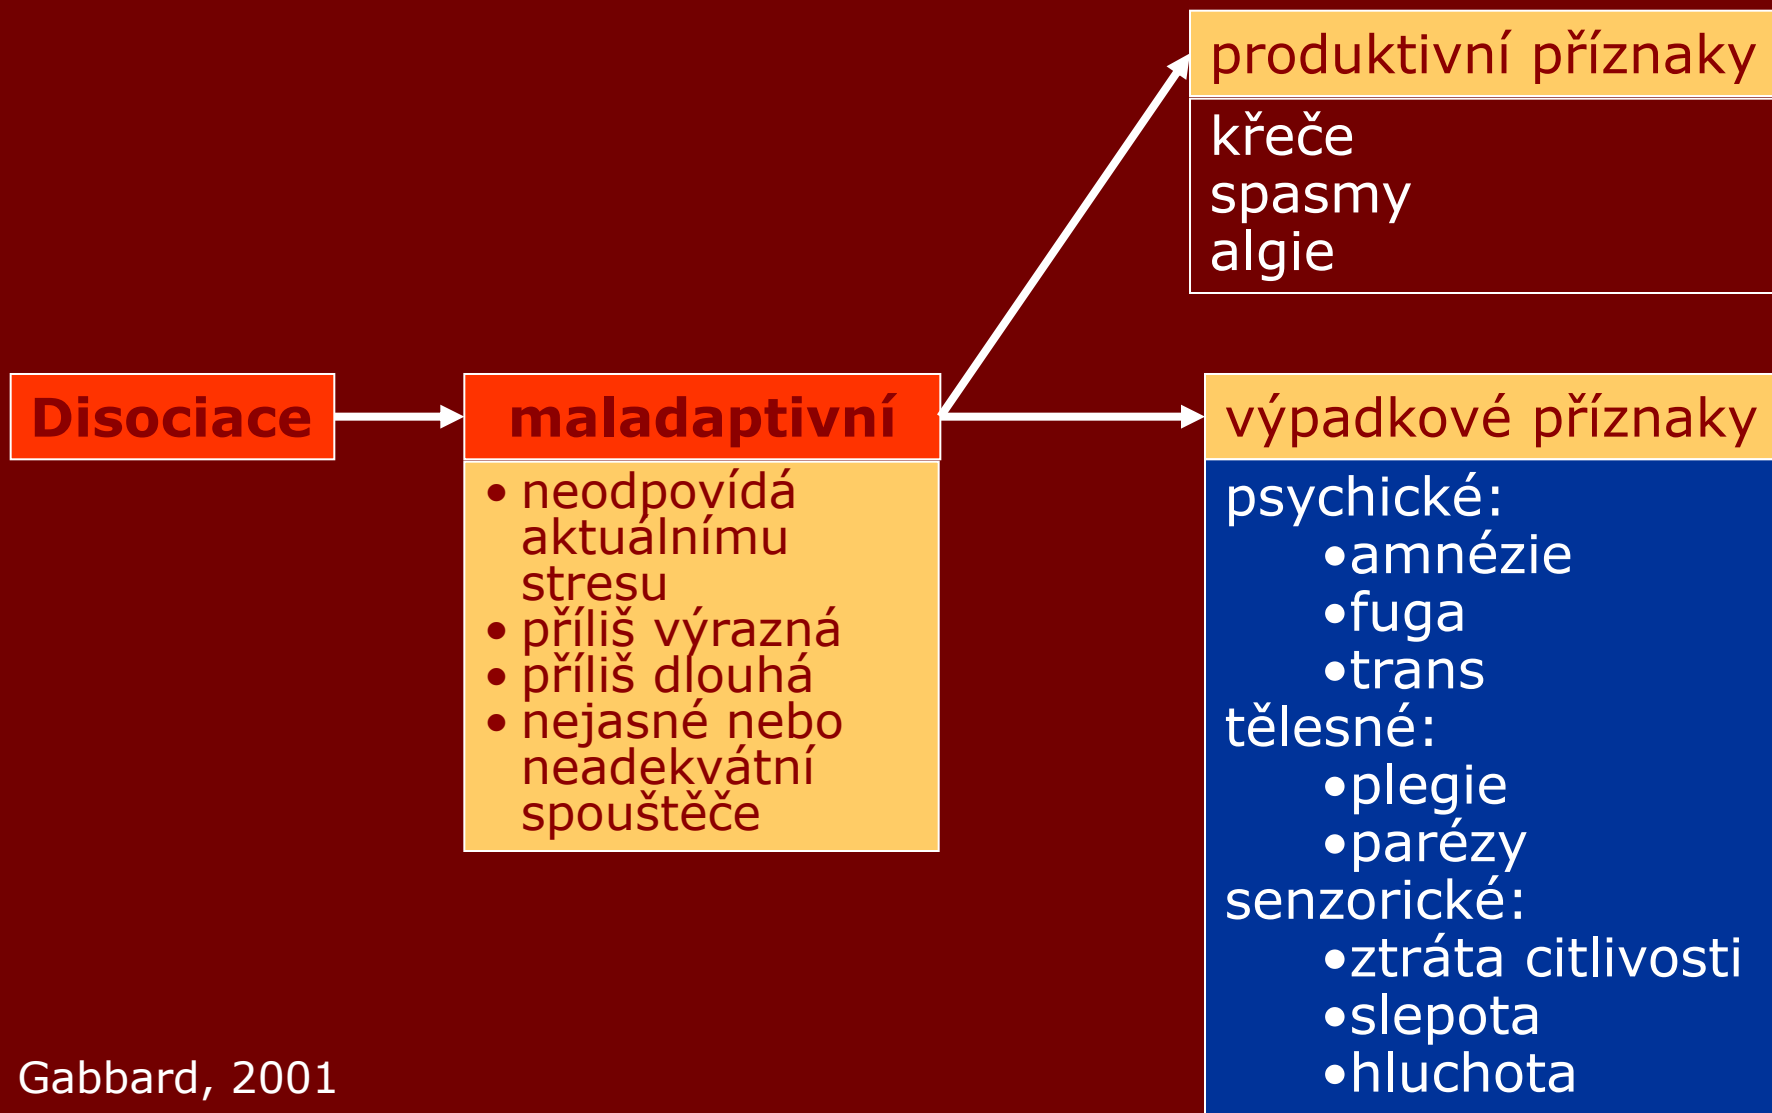 produktivní příznaky
křeče
spasmy
algie
Disociace
maladaptivní
• neodpovídá
aktuálnímu
stresu
• příliš výrazná
• příliš dlouhá
• nejasné nebo
neadekvátní
spouštěče
výpadkové příznaky
psychické:
•amnézie
•fuga
•trans
tělesné:
•plegie
•parézy
senzorické:
•ztráta citlivosti
•slepota
•hluchota
Gabbard, 2001